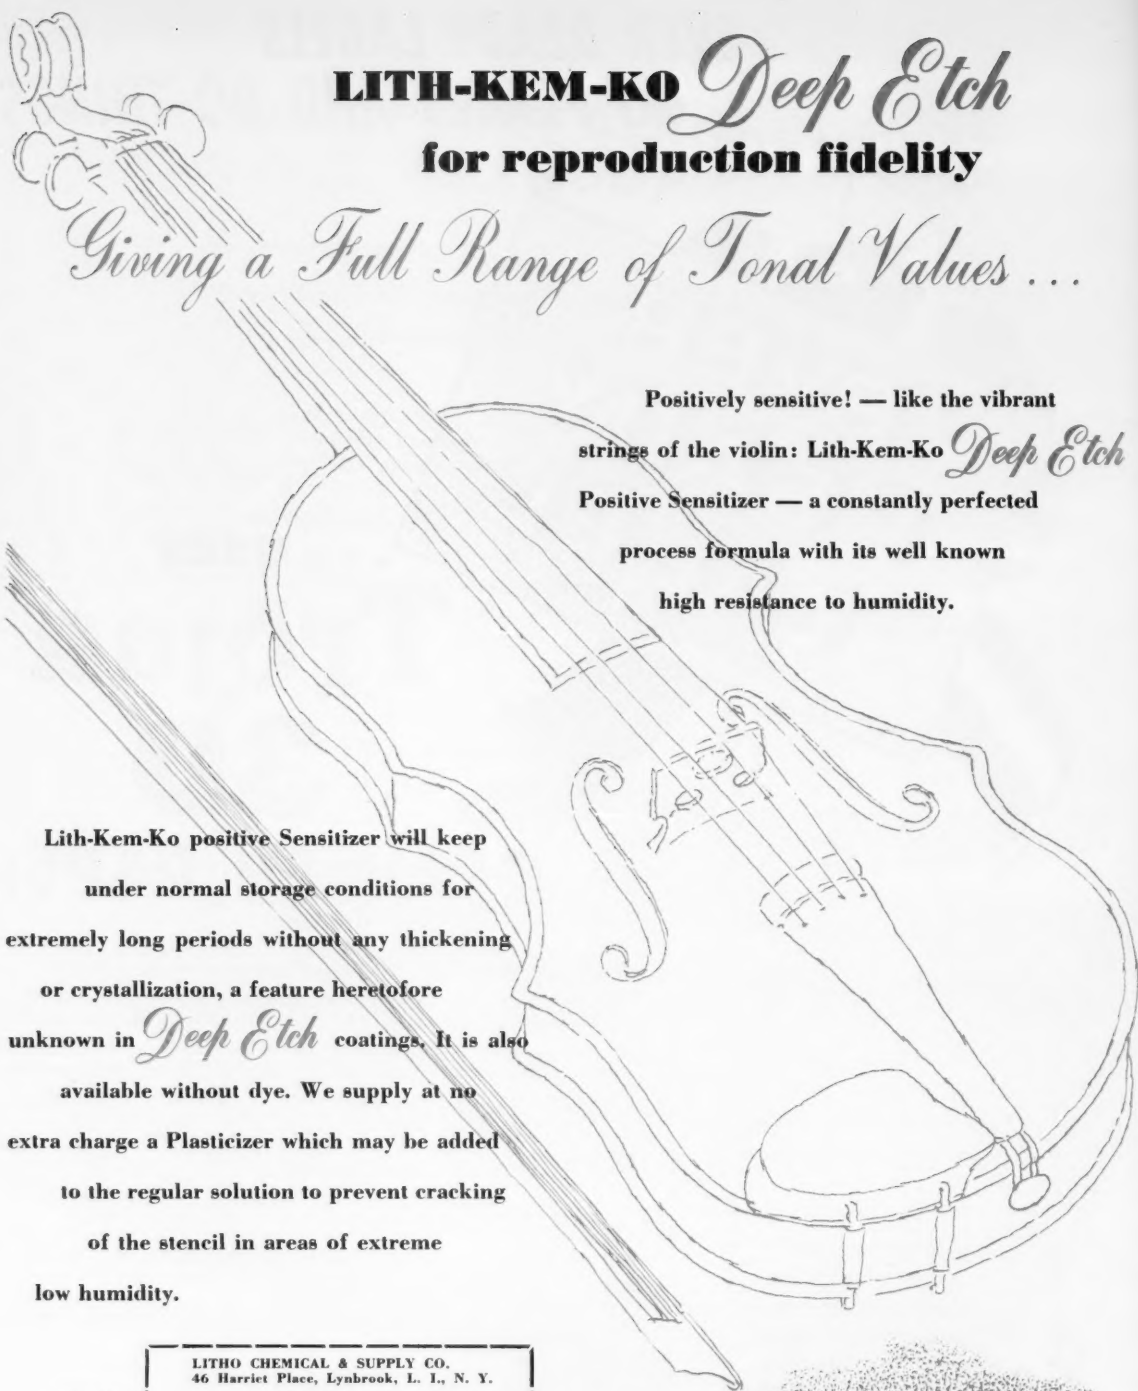 LITH-KEM-KO Deep Etch
for reproduction fidelity
Giving a Full Range of Tonal Values ...
Positively sensitive! — like the vibrant
strings of the violin: Lith-Kem-Ko Deep Etch
Positive Sensitizer — a constantly perfected
process formula with its well known
high resistance to humidity.
Lith-Kem-Ko positive Sensitizer will keep
under normal storage conditions for
extremely long periods without any thickening
or crystallization, a feature heretofore
unknown in Deep Etch coatings. It is also
available without dye. We supply at no
extra charge a Plasticizer which may be added
to the regular solution to prevent cracking
of the stencil in areas of extreme
low humidity.
LITHO CHEMICAL & SUPPLY CO.
46 Harriet Place, Lynbrook, L. I., N. Y.